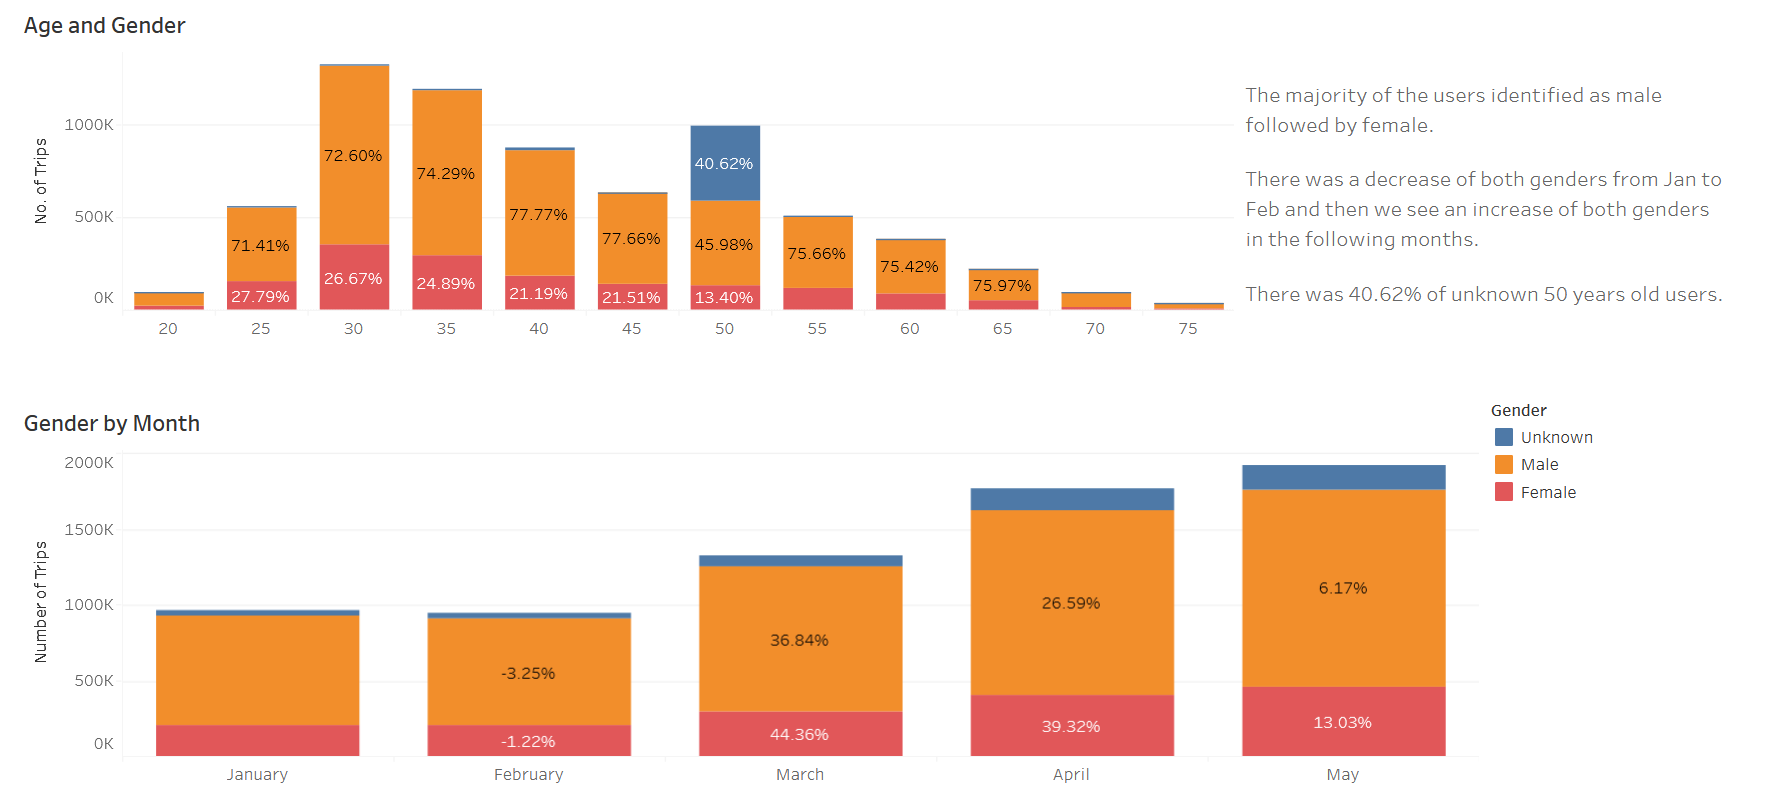 Age and Gender
No. of Trips
1000K
500K
0K
72.60%
74.29%
77.77%
77.66%
71.41%
40.62%
45.98%
75.66%
75.42%
75.97%
27.79%
26.67%
24.89%
21.19%
21.51%
13.40%
20 25 30 35 40 45 50 55 60 65 70 75
The majority of the users identified as male
followed by female.
There was a decrease of both genders from Jan to
Feb and then we see an increase of both genders
in the following months.
There was 40.62% of unknown 50 years old users.
Gender by Month
Number of Trips
2000K
1500K
1000K
500K
0K
-3.25%
36.84%
26.59%
6.17%
-1.22%
44.36%
39.32%
13.03%
January February March April May
Gender
Unknown
Male
Female